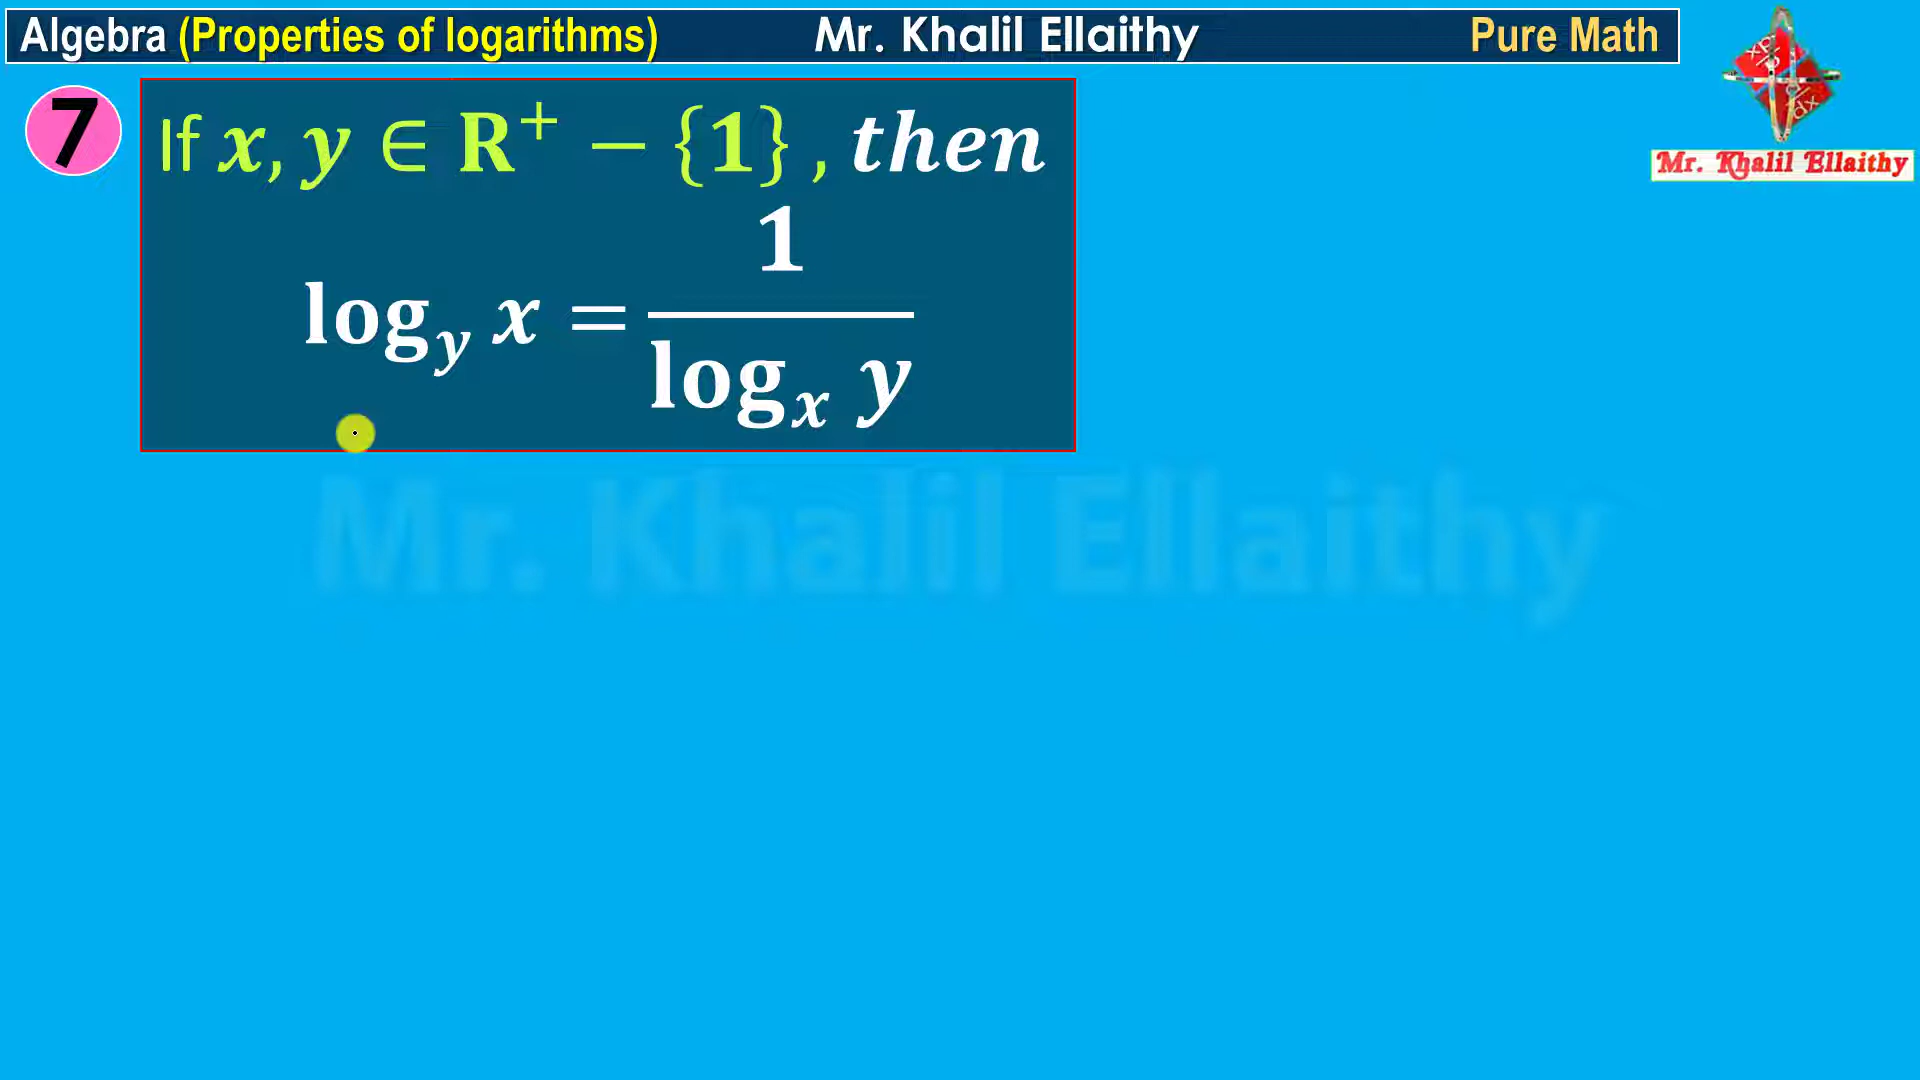 Algebra (Properties of logarithms) Mr. Khalil Ellaithy Pure Math
Mr. Khalil Ellaithy
7
If x, y ∈ R⁺ − {1} , then
log_y x = 1 / log_x y
Mr. Khalil Ellaithy